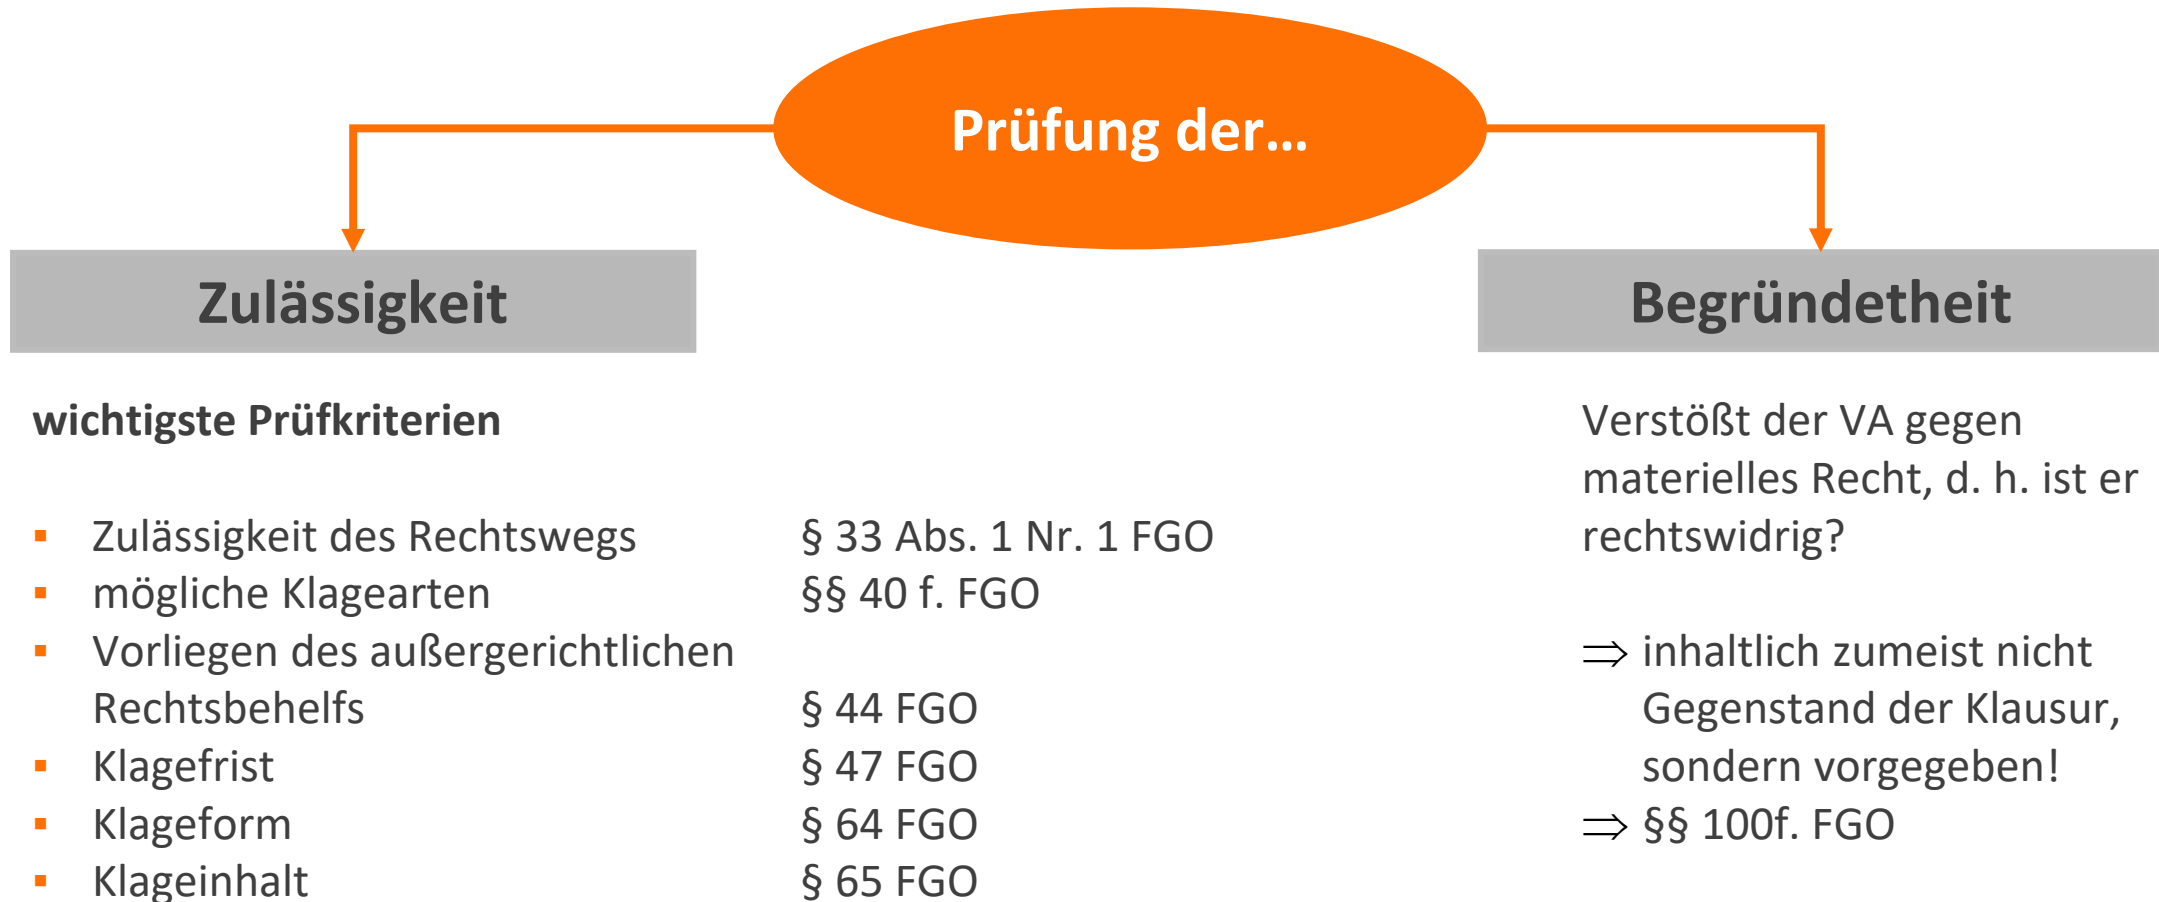 Prüfung der...
Zulässigkeit
wichtigste Prüfkriterien
▪ Zulässigkeit des Rechtswegs § 33 Abs. 1 Nr. 1 FGO
▪ mögliche Klagearten §§ 40 f. FGO
▪ Vorliegen des außergerichtlichen
Rechtsbehelfs § 44 FGO
▪ Klagefrist § 47 FGO
▪ Klageform § 64 FGO
▪ Klageinhalt § 65 FGO
Begründetheit
Verstößt der VA gegen
materielles Recht, d. h. ist er
rechtswidrig?
⇒ inhaltlich zumeist nicht
Gegenstand der Klausur,
sondern vorgegeben!
⇒ §§ 100f. FGO